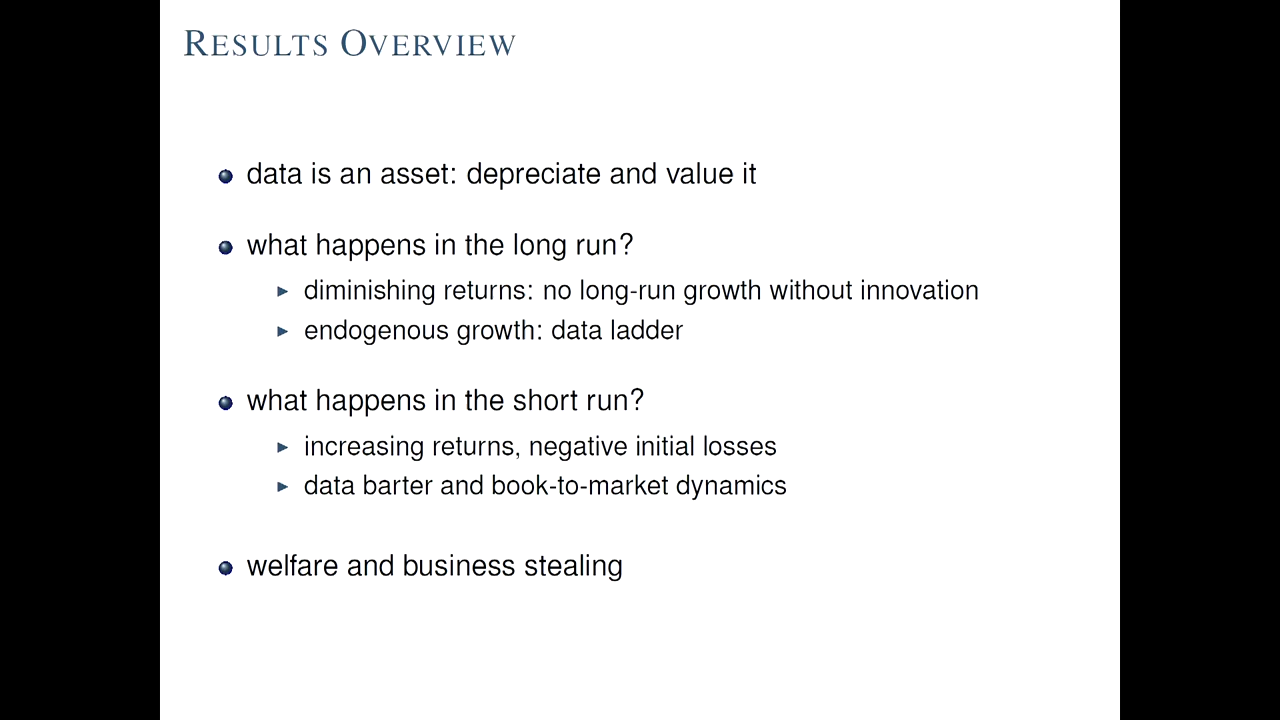 RESULTS OVERVIEW
data is an asset: depreciate and value it
what happens in the long run?
diminishing returns: no long-run growth without innovation
endogenous growth: data ladder
what happens in the short run?
increasing returns, negative initial losses
data barter and book-to-market dynamics
welfare and business stealing